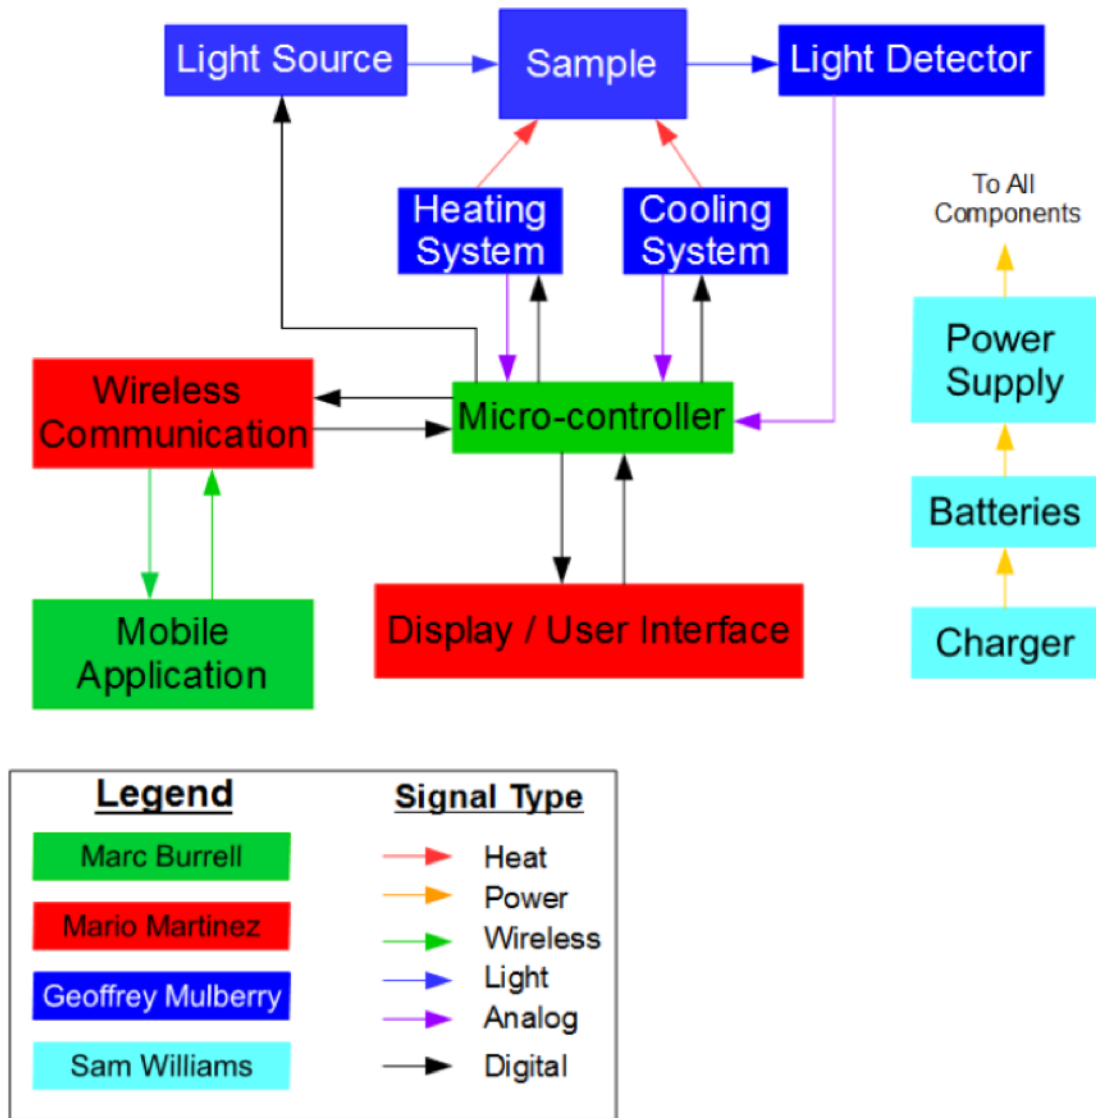 Light Source
Sample
Light Detector
Heating
System
Cooling
System
To All
Components
Power
Supply
Wireless
Communication
Micro-controller
Batteries
Mobile
Application
Display / User Interface
Charger
Legend
Marc Burrell
Mario Martinez
Geoffrey Mulberry
Sam Williams
Signal Type
Heat
Power
Wireless
Light
Analog
Digital